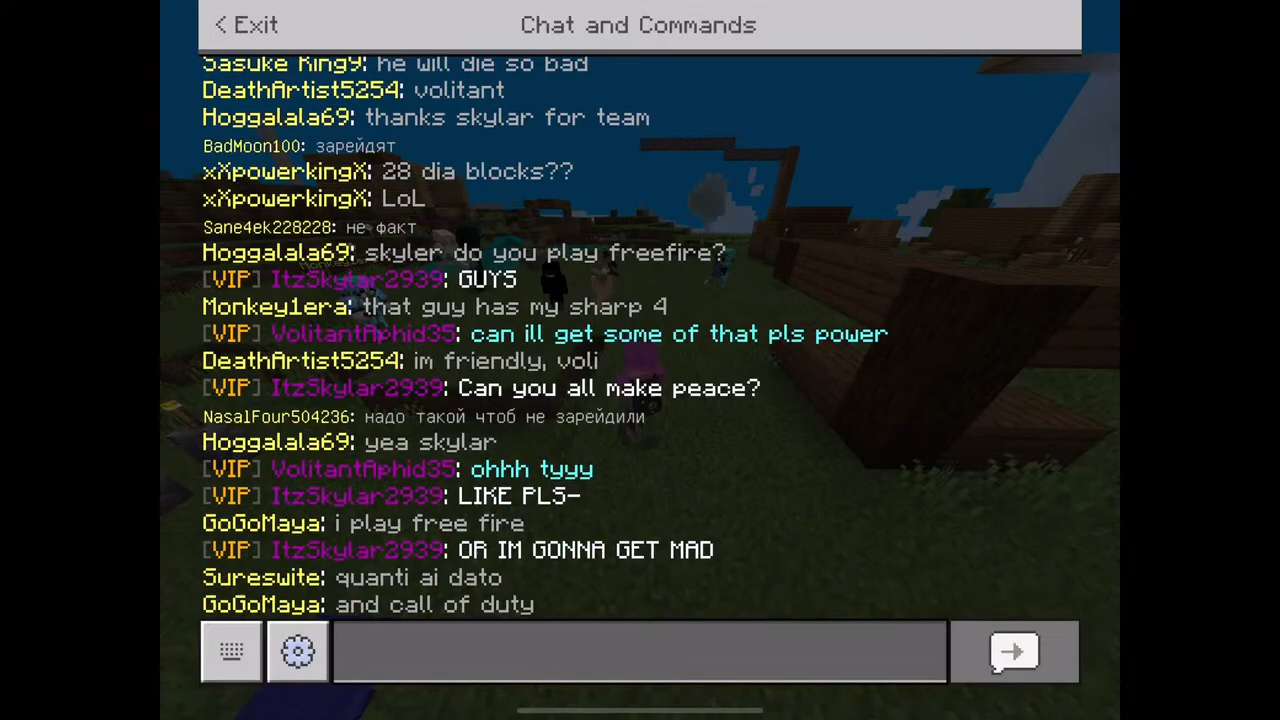 Exit
Chat and Commands
Sasuke King9: he will die so bad
DeathArtist5254: volitant
Hoggalala69: thanks skylar for team
BadMoon100: зарейдят
xXpowerkingX: 28 dia blocks??
xXpowerkingX: LoL
Sane4ek228228: не факт
Hoggalala69: skyler do you play freefire?
[VIP] ItzSkylar2939: GUYS
Monkey1era: that guy has my sharp 4
[VIP] VolitantAphid35: can ill get some of that pls power
DeathArtist5254: im friendly, voli
[VIP] ItzSkylar2939: Can you all make peace?
NasalFour504236: надо такой чтоб не зарейдили
Hoggalala69: yea skylar
[VIP] VolitantAphid35: ohhh tyyy
[VIP] ItzSkylar2939: LIKE PLS-
GoGoMaya: i play free fire
[VIP] ItzSkylar2939: OR IM GONNA GET MAD
Sureswite: quanti ai dato
GoGoMaya: and call of duty